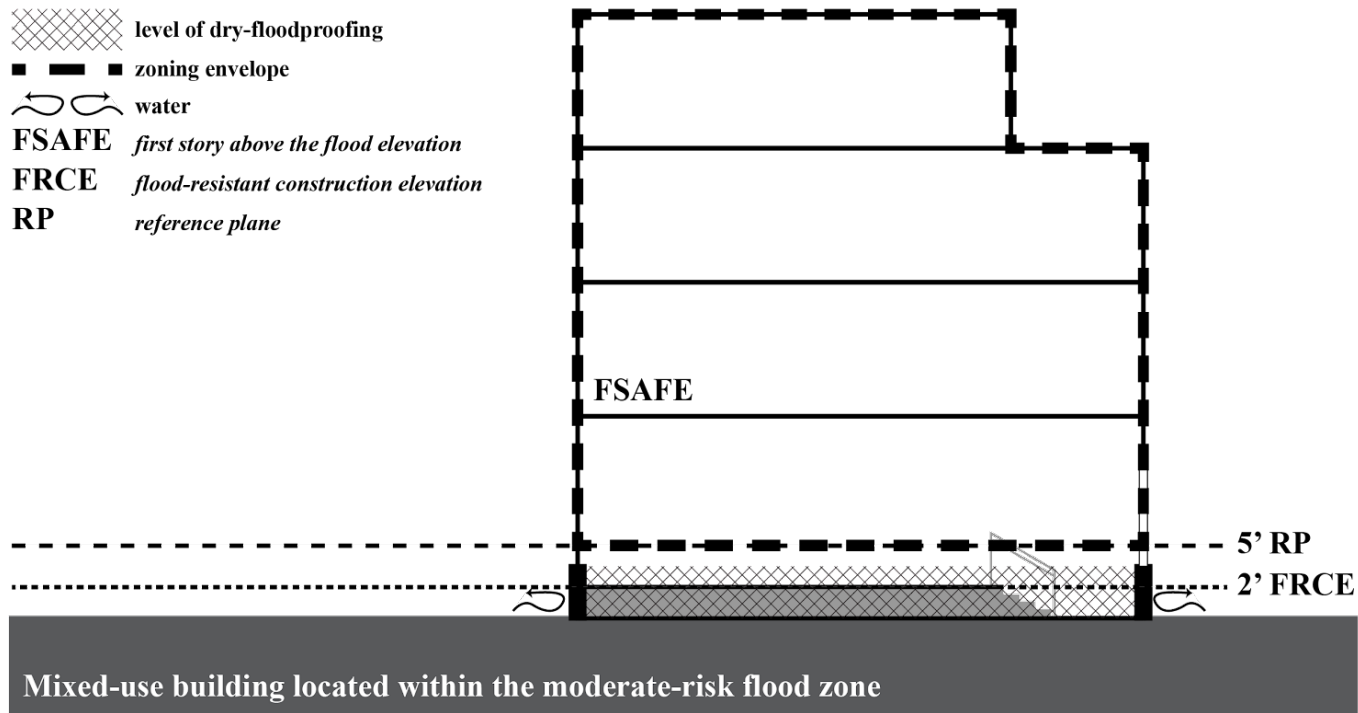 level of dry-floodproofing
zoning envelope
water
FSAFE first story above the flood elevation
FRCE flood-resistant construction elevation
RP reference plane
FSAFE
5’ RP
2’ FRCE
Mixed-use building located within the moderate-risk flood zone